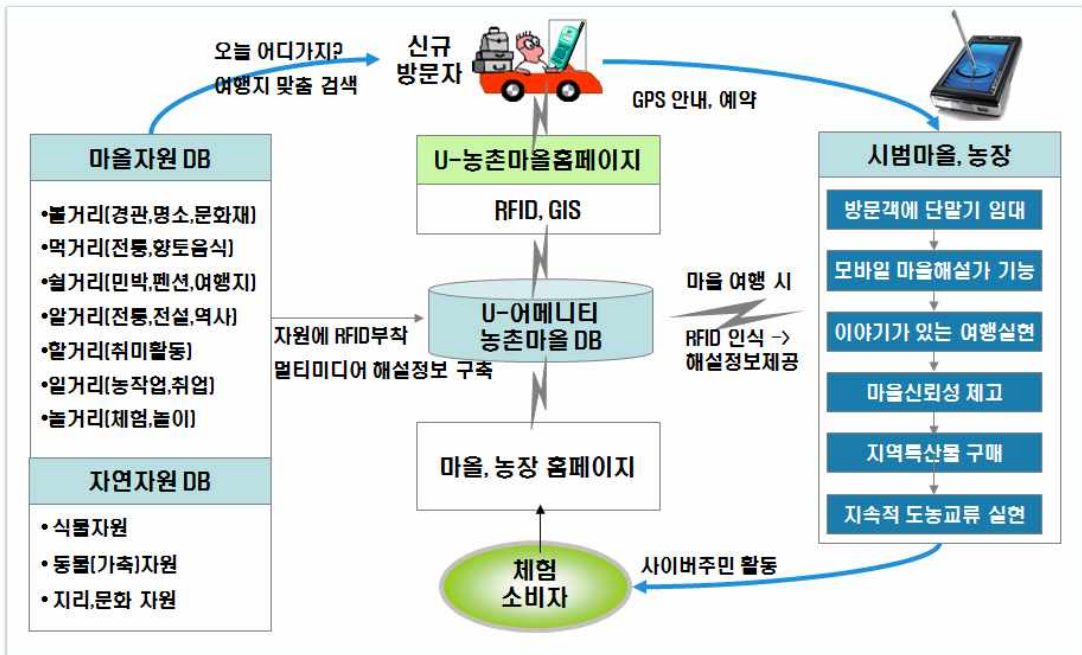 오늘 어디가지?
여행지 맞춤 검색
신규
방문자
GPS 안내, 예약
마을자원 DB
•볼거리(경관,명소,문화재)
•먹거리(전통,향토음식)
•쉴거리(민박,펜션,여행지)
•알거리(전통,전설,역사)
•할거리(취미활동)
•일거리(농작업,취업)
•놀거리(체험,놀이)
자연자원 DB
• 식물자원
• 동물(가축)자원
• 지리,문화 자원
자원에 RFID부착
멀티미디어 해설정보 구축
U-농촌마을홈페이지
RFID, GIS
U-어메니티
농촌마을 DB
마을, 농장 홈페이지
체험
소비자
마을 여행 시
RFID 인식 ->
해설정보제공
시범마을, 농장
방문객에 단말기 임대
모바일 마을해설가 기능
이야기가 있는 여행실현
마을신뢰성 제고
지역특산물 구매
지속적 도농교류 실현
사이버주민 활동